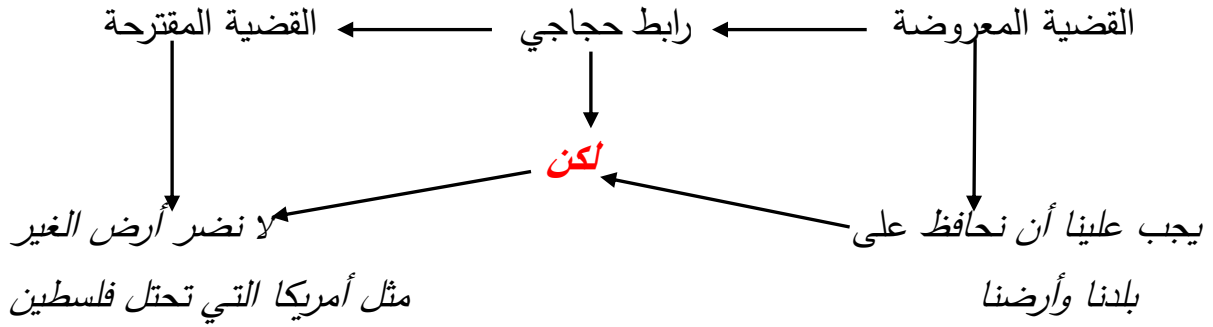 القضية المعروضة رابط حجاجي القضية المقترحة
لكن
يجب علينا أن نحافظ على لا نضر أرض الغير
بلدنا وأرضنا مثل أمريكا التي تحتل فلسطين